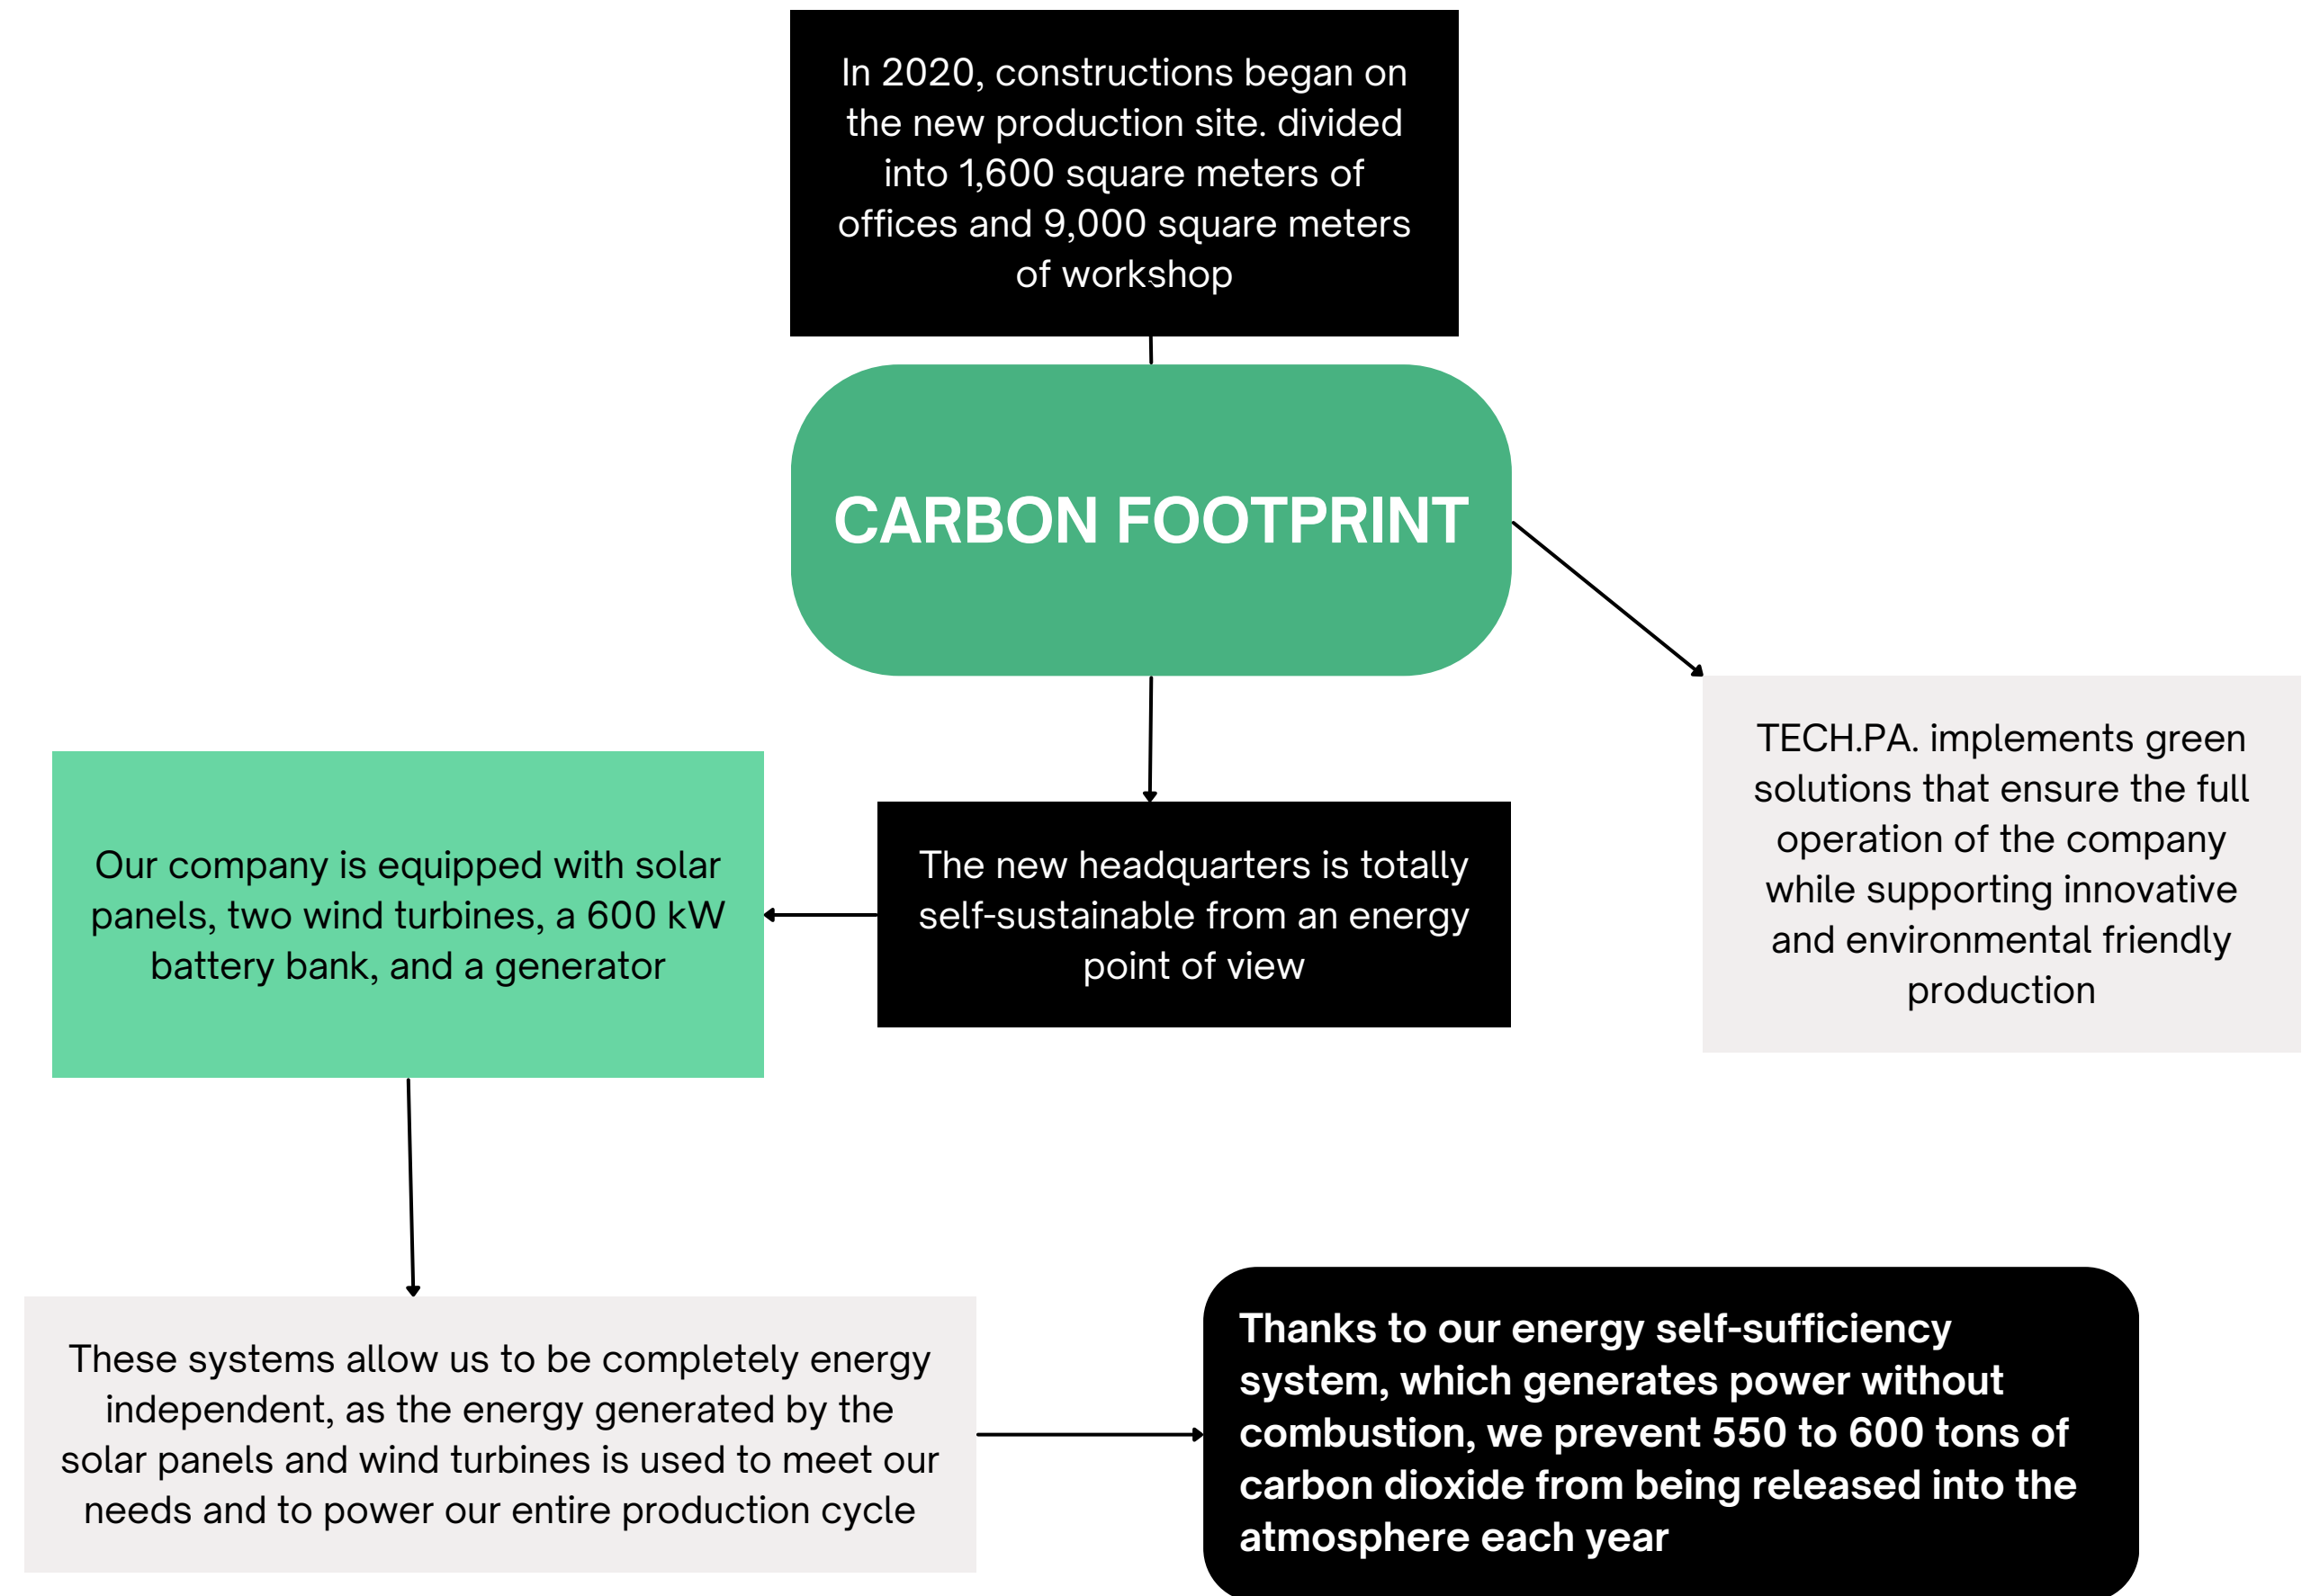 In 2020, constructions began on
the new production site. divided
into 1,600 square meters of
offices and 9,000 square meters
of workshop
CARBON FOOTPRINT
TECH.PA. implements green
solutions that ensure the full
operation of the company
while supporting innovative
and environmental friendly
production
The new headquarters is totally
self-sustainable from an energy
point of view
Our company is equipped with solar
panels, two wind turbines, a 600 kW
battery bank, and a generator
These systems allow us to be completely energy
independent, as the energy generated by the
solar panels and wind turbines is used to meet our
needs and to power our entire production cycle
Thanks to our energy self-sufficiency
system, which generates power without
combustion, we prevent 550 to 600 tons of
carbon dioxide from being released into the
atmosphere each year